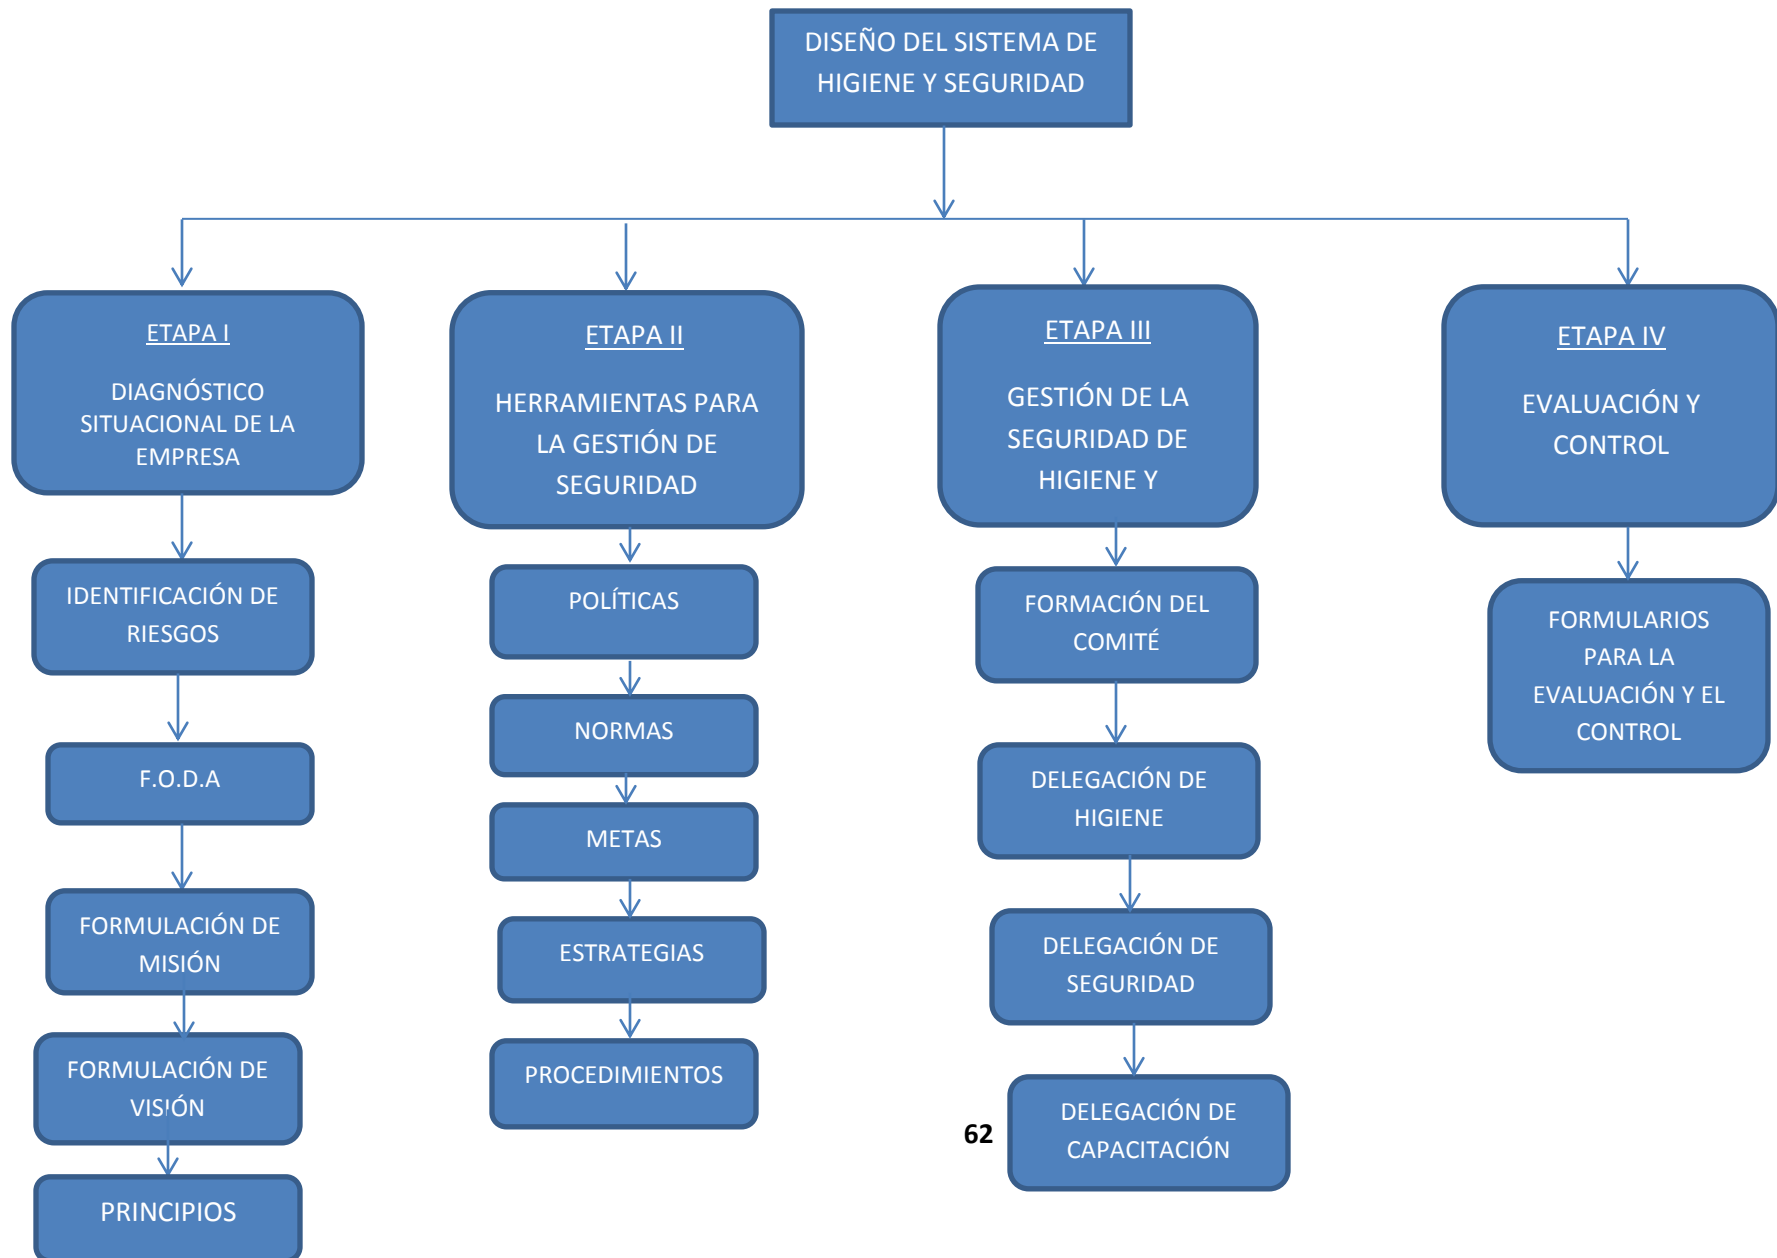 DISEÑO DEL SISTEMA DE
HIGIENE Y SEGURIDAD
ETAPA I
DIAGNÓSTICO
SITUACIONAL DE LA
EMPRESA
IDENTIFICACIÓN DE
RIESGOS
F.O.D.A
FORMULACIÓN DE
MISIÓN
FORMULACIÓN DE
VISIÓN
PRINCIPIOS
ETAPA II
HERRAMIENTAS PARA
LA GESTIÓN DE
SEGURIDAD
POLÍTICAS
NORMAS
METAS
ESTRATEGIAS
PROCEDIMIENTOS
ETAPA III
GESTIÓN DE LA
SEGURIDAD DE
HIGIENE Y
FORMACIÓN DEL
COMITÉ
DELEGACIÓN DE
HIGIENE
DELEGACIÓN DE
SEGURIDAD
DELEGACIÓN DE
CAPACITACIÓN
ETAPA IV
EVALUACIÓN Y
CONTROL
FORMULARIOS
PARA LA
EVALUACIÓN Y EL
CONTROL
62